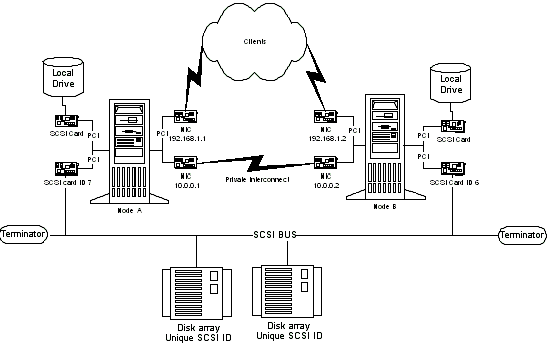 Clients
Local
Drive
Local
Drive
SCSI Card
PCI
PCI
NIC
192.168.1.1
NIC
192.168.1.2
PCI
PCI
SCSI Card
PCI
SCSI Card ID 7
PCI
NIC
10.0.0.1
Private Interconnect
NIC
10.0.0.2
SCSI Card ID 6
Node A
Node B
Terminator
SCSI BUS
Terminator
Disk array
Unique SCSI ID
Disk array
Unique SCSI ID